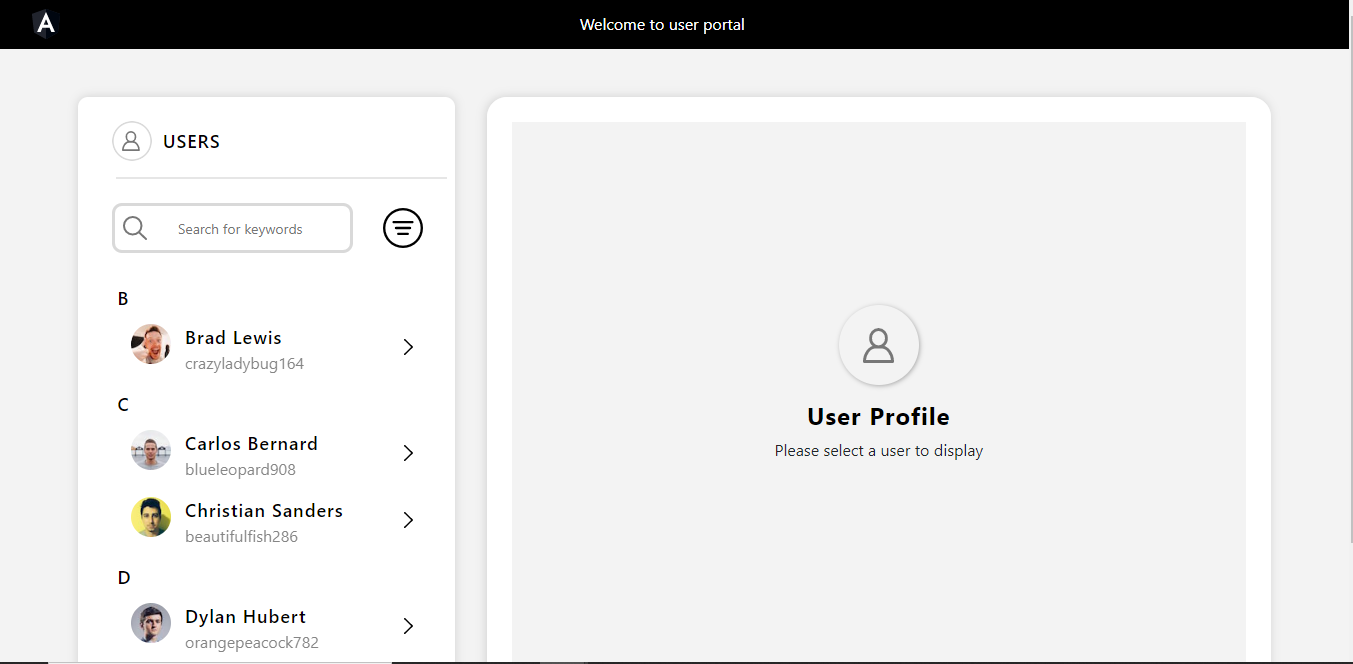 A
Welcome to user portal
USERS
Search for keywords
B
Brad Lewis
crazyladybug164
C
Carlos Bernard
blueleopard908
Christian Sanders
beautifulfish286
D
Dylan Hubert
orangepeacock782
User Profile
Please select a user to display